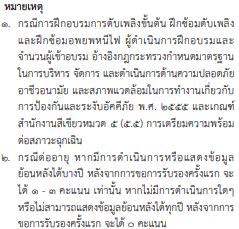 หมายเหตุ
๑. กรณีการฝึกอบรมการดับเพลิงขั้นต้น ฝึกซ้อมดับเพลิง
และฝึกซ้อมอพยพหนีไฟ ผู้ดำเนินการฝึกอบรมและ
จำนวนผู้เข้าอบรม อ้างอิงกฎกระทรวงกำหนดมาตรฐาน
ในการบริหาร จัดการ และดำเนินการด้านความปลอดภัย
อาชีวอนามัย และสภาพแวดล้อมในการทำงานเกี่ยวกับ
การป้องกันและระงับอัคคีภัย พ.ศ. ๒๕๕๕ และเกณฑ์
สำนักงานสีเขียวหมวด ๕ (๕.๕) การเตรียมความพร้อม
ต่อสภาวะฉุกเฉิน
๒. กรณีต่ออายุ หากมีการดำเนินการหรือแสดงข้อมูล
ย้อนหลังได้บางปี หลังจากการขอการรับรองครั้งแรก จะ
ได้ ๑ - ๓ คะแนน เท่านั้น หากไม่มีการดำเนินการใดๆ
หรือไม่สามารถแสดงข้อมูลย้อนหลังได้ทุกปี หลังจากการ
ขอการรับรองครั้งแรก จะได้ ๐ คะแนน